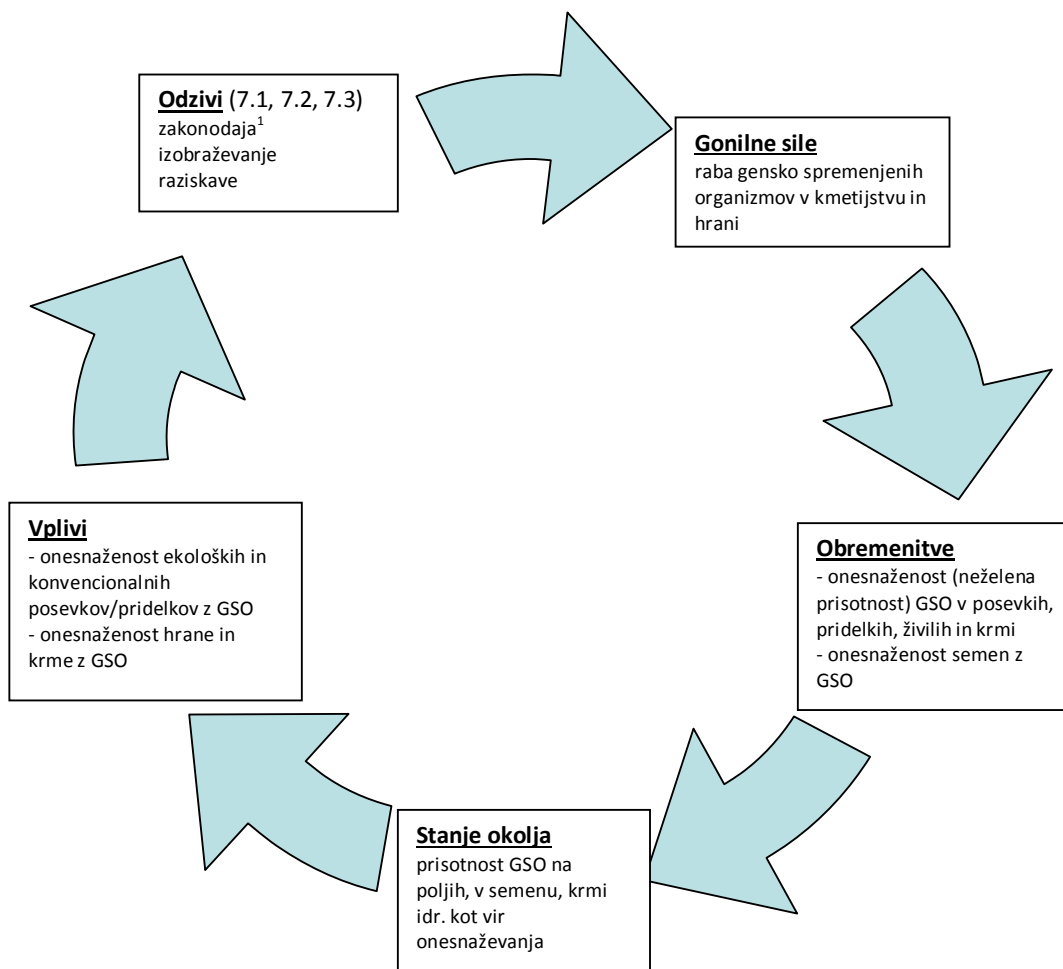 Odzivi (7.1, 7.2, 7.3)
zakonodaja¹
izobraževanje
raziskave
Gonilne sile
raba gensko spremenjenih
organizmov v kmetijstvu in
hrani
Obremenitve
- onesnaženost (neželena
prisotnost) GSO v posevkih,
pridelkih, živilih in krmi
- onesnaženost semen z
GSO
Stanje okolja
prisotnost GSO na
poljih, v semenu, krmi
idr. kot vir
onesnaževanja
Vplivi
- onesnaženost ekoloških in
konvencionalnih
posevkov/pridelkov z GSO
- onesnaženost hrane in
krme z GSO